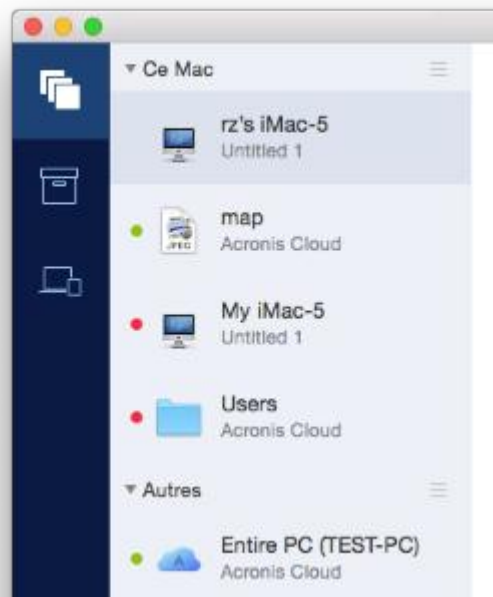 Ce Mac
rz's iMac-5
Untitled 1
map
Acronis Cloud
JPEG
My iMac-5
Untitled 1
Users
Acronis Cloud
Autres
Entire PC (TEST-PC)
Acronis Cloud